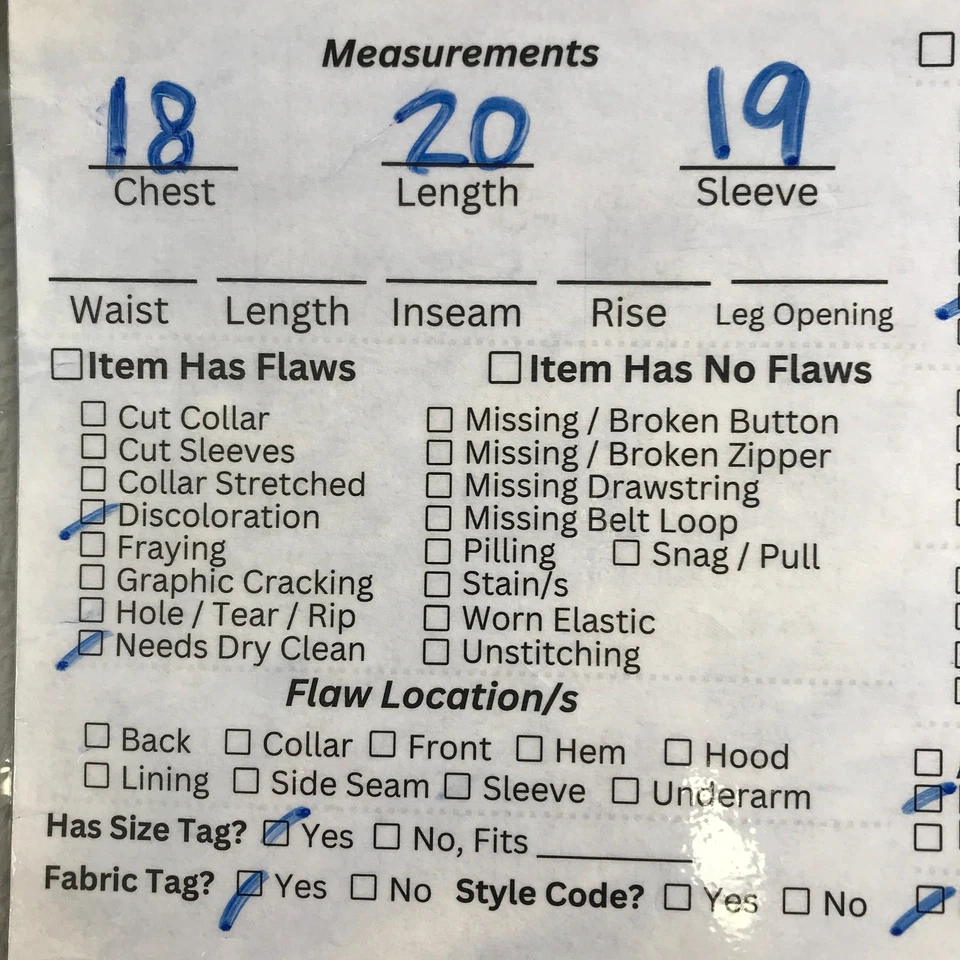 Measurements
18 20 19
Chest Length Sleeve
Waist Length Inseam Rise Leg Opening
Item Has Flaws Item Has No Flaws
Cut Collar Missing / Broken Button
Cut Sleeves Missing / Broken Zipper
Collar Stretched Missing Drawstring
Discoloration Missing Belt Loop
Fraying Pilling Snag / Pull
Graphic Cracking Stain/s
Hole / Tear / Rip Worn Elastic
Needs Dry Clean Unstitching
Flaw Location/s
Back Collar Front Hem Hood
Lining Side Seam Sleeve Underarm
Has Size Tag? Yes No, Fits
Fabric Tag? Yes No Style Code? Yes No